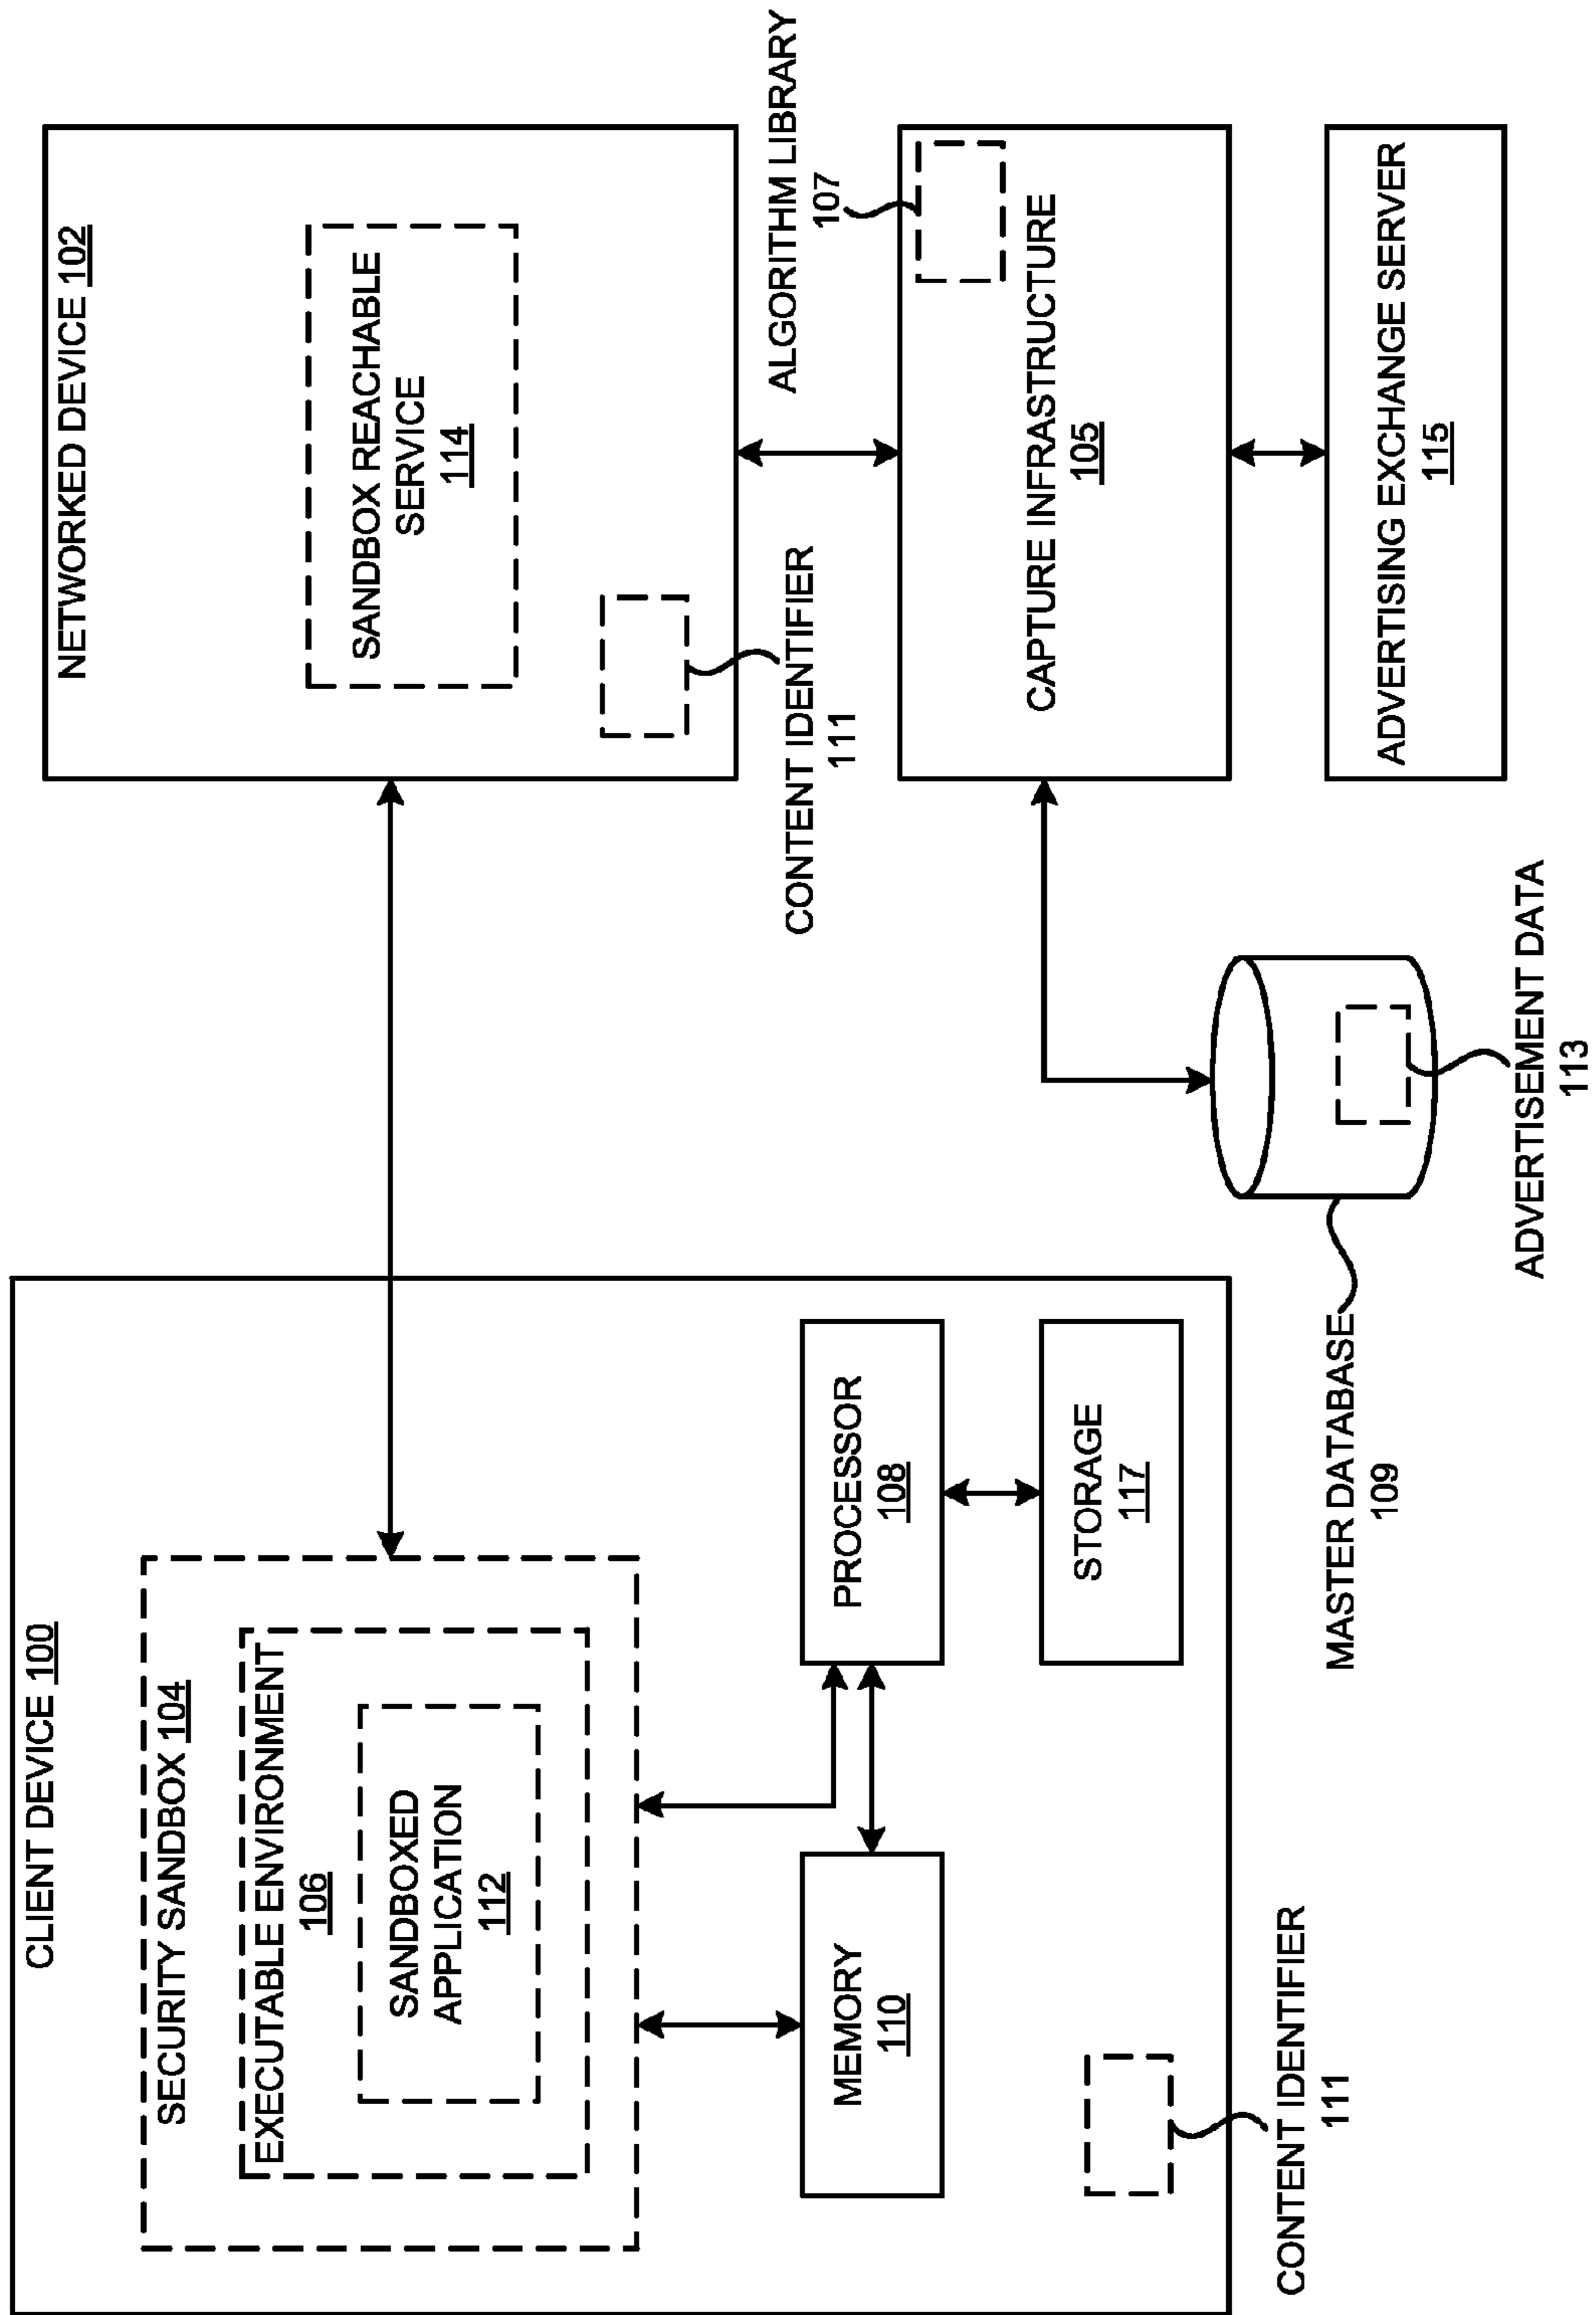 CLIENT DEVICE 100
SECURITY SANDBOX 104
EXECUTABLE ENVIRONMENT
106
SANDBOXED
APPLICATION
112
MEMORY
110
PROCESSOR
108
STORAGE
117
CONTENT IDENTIFIER
111
NETWORKED DEVICE 102
SANDBOX REACHABLE
SERVICE
114
CONTENT IDENTIFIER
111
ALGORITHM LIBRARY
107
CAPTURE INFRASTRUCTURE
105
ADVERTISING EXCHANGE SERVER
115
MASTER DATABASE
109
ADVERTISEMENT DATA
113